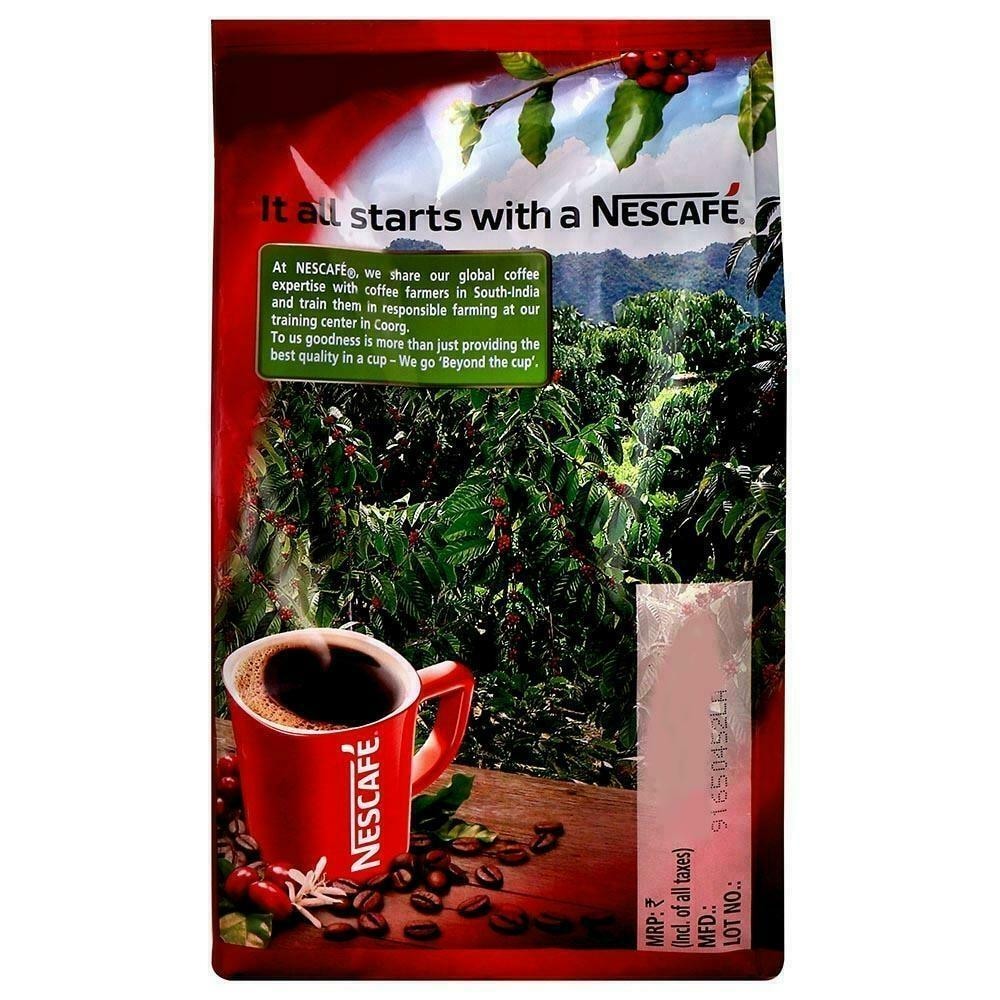 It all starts with a NESCAFÉ®
At NESCAFÉ®, we share our global coffee
expertise with coffee farmers in South-India
and train them in responsible farming at our
training center in Coorg.
To us goodness is more than just providing the
best quality in a cup – We go 'Beyond the cup'.
NESCAFÉ
MRP: ₹
(Incl. of all taxes)
MFD.:
LOT NO.: 
91650452LA